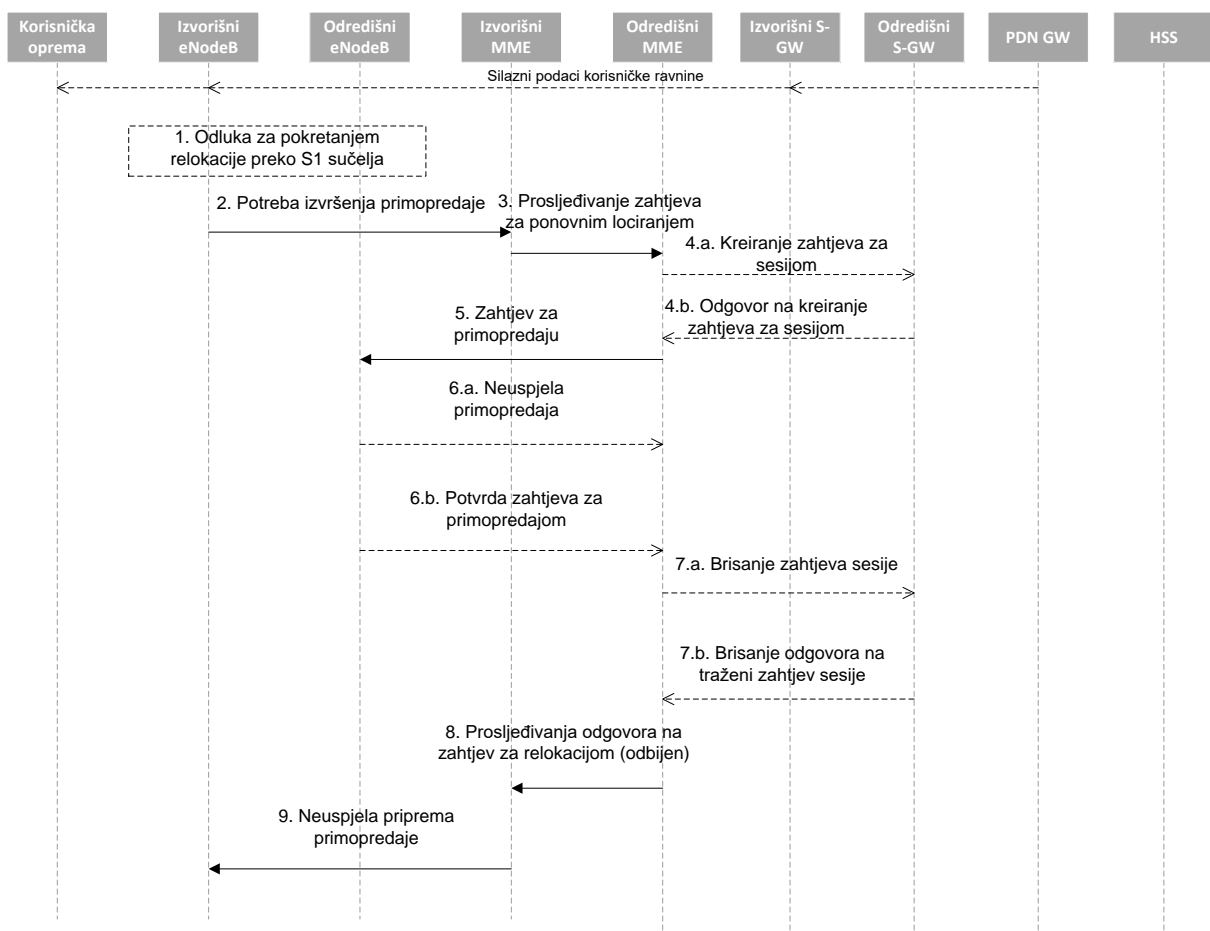 Korisnička
oprema
Izvorišni
eNodeB
Odredišni
eNodeB
Izvorišni
MME
Odredišni
MME
Izvorišni S-
GW
Odredišni
S-GW
PDN GW
HSS
Silazni podaci korisničke ravnine
1. Odluka za pokretanjem
relokacije preko S1 sučelja
2. Potreba izvršenja primopredaje
3. Prosljeđivanje zahtjeva
za ponovnim lociranjem
4.a. Kreiranje zahtjeva za
sesijom
4.b. Odgovor na kreiranje
zahtjeva za sesijom
5. Zahtjev za
primopredaju
6.a. Neuspjela
primopredaja
6.b. Potvrda zahtjeva za
primopredajom
7.a. Brisanje zahtjeva sesije
7.b. Brisanje odgovora na
traženi zahtjev sesije
8. Prosljeđivanja odgovora na
zahtjev za relokacijom (odbijen)
9. Neuspjela priprema
primopredaje